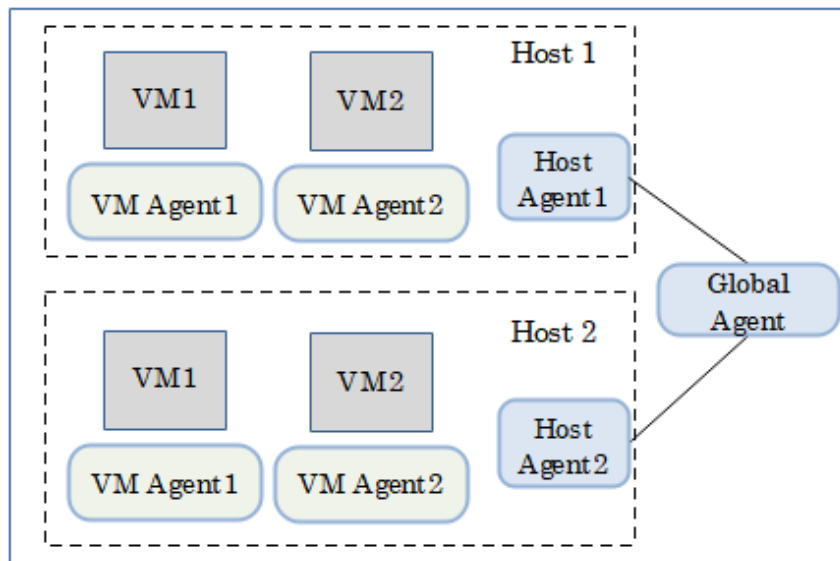 Host 1
VM1
VM2
VM Agent1
VM Agent2
Host
Agent1
Global
Agent
Host 2
VM1
VM2
VM Agent1
VM Agent2
Host
Agent2